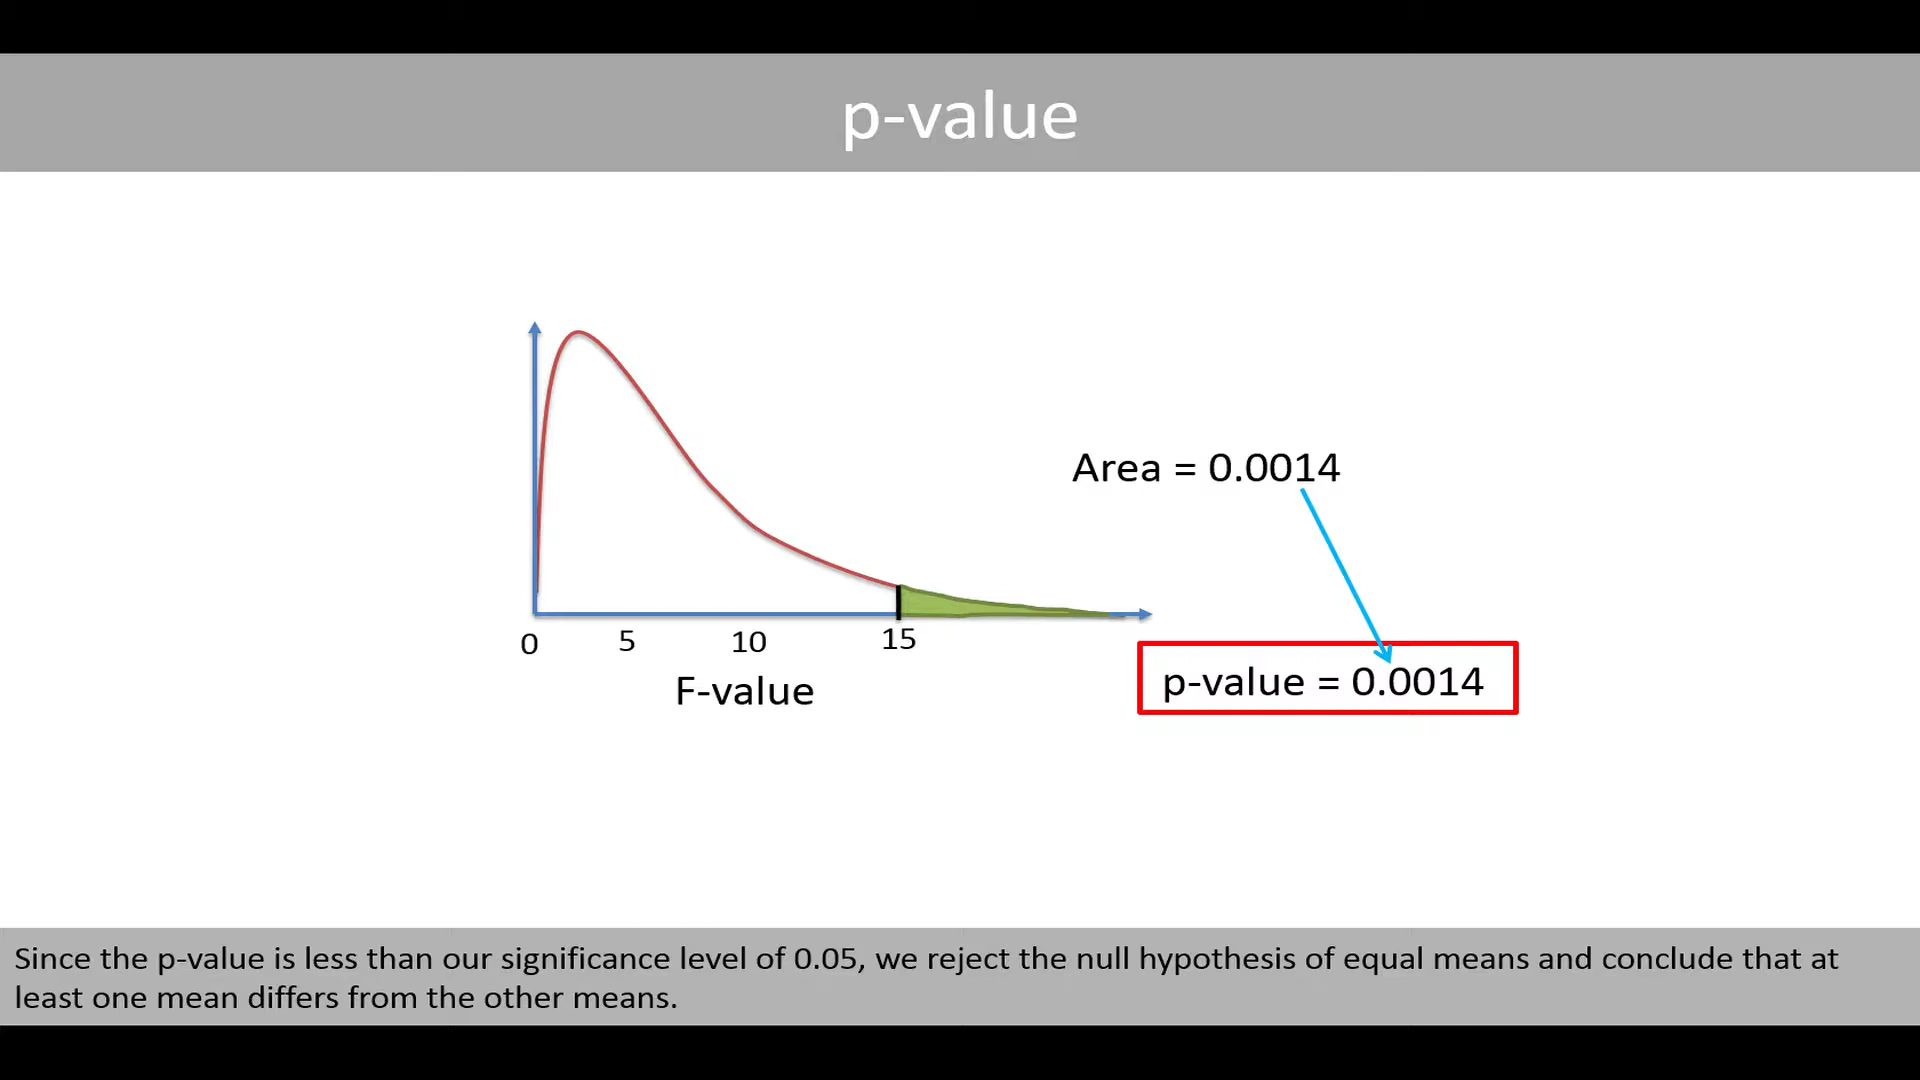 p-value
Area = 0.0014
0
5
10
15
F-value
p-value = 0.0014
Since the p-value is less than our significance level of 0.05, we reject the null hypothesis of equal means and conclude that at
least one mean differs from the other means.